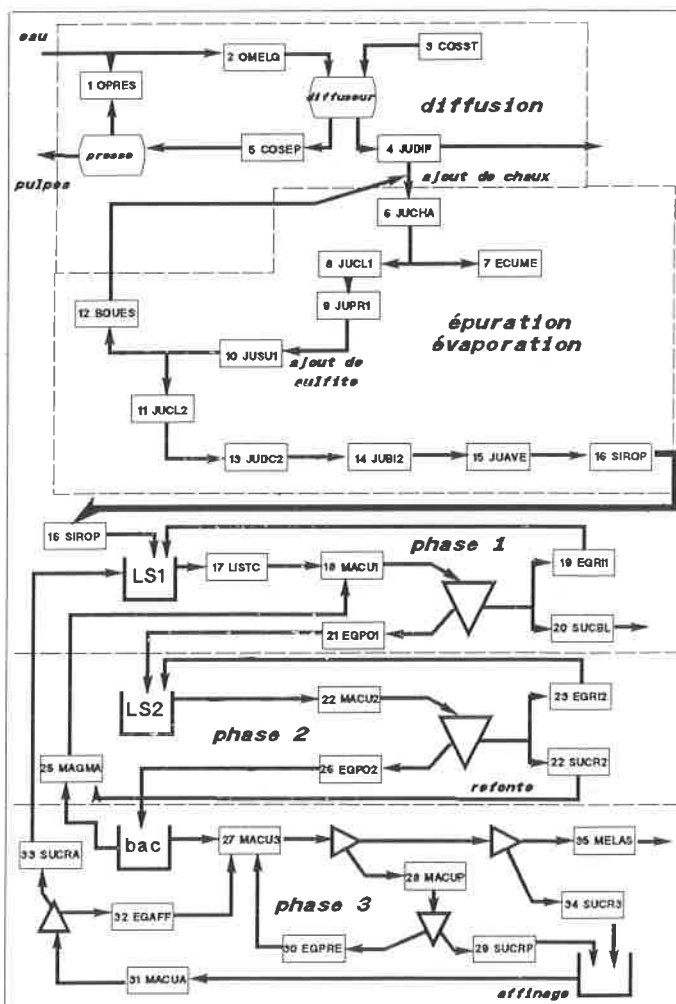 eau
2 OMELG
3 COSST
1 OPRES
diffuseur
diffusion
presse
5 COSEP
4 JUDIF
pulpes
ajout de chaux
6 JUCHA
8 JUCL1
7 ECUME
9 JUPR1
12 BOUES
épuration
évaporation
10 JUSU1
ajout de
sulfite
11 JUCL2
13 JUDC2
14 JUBI2
15 JUAVE
16 SIROP
16 SIROP
phase 1
LS1
17 LISTC
18 MACU1
19 EGRI1
21 EGPO1
20 SUCBL
LS2
22 MACU2
23 EGRI2
phase 2
25 MAGMA
26 EGPO2
22 SUCR2
refonte
bac
27 MACU3
35 MELAS
33 SUCRA
28 MACUP
32 EGAFF
phase 3
34 SUCR3
30 EGPRE
29 SUCRP
31 MACUA
affinage